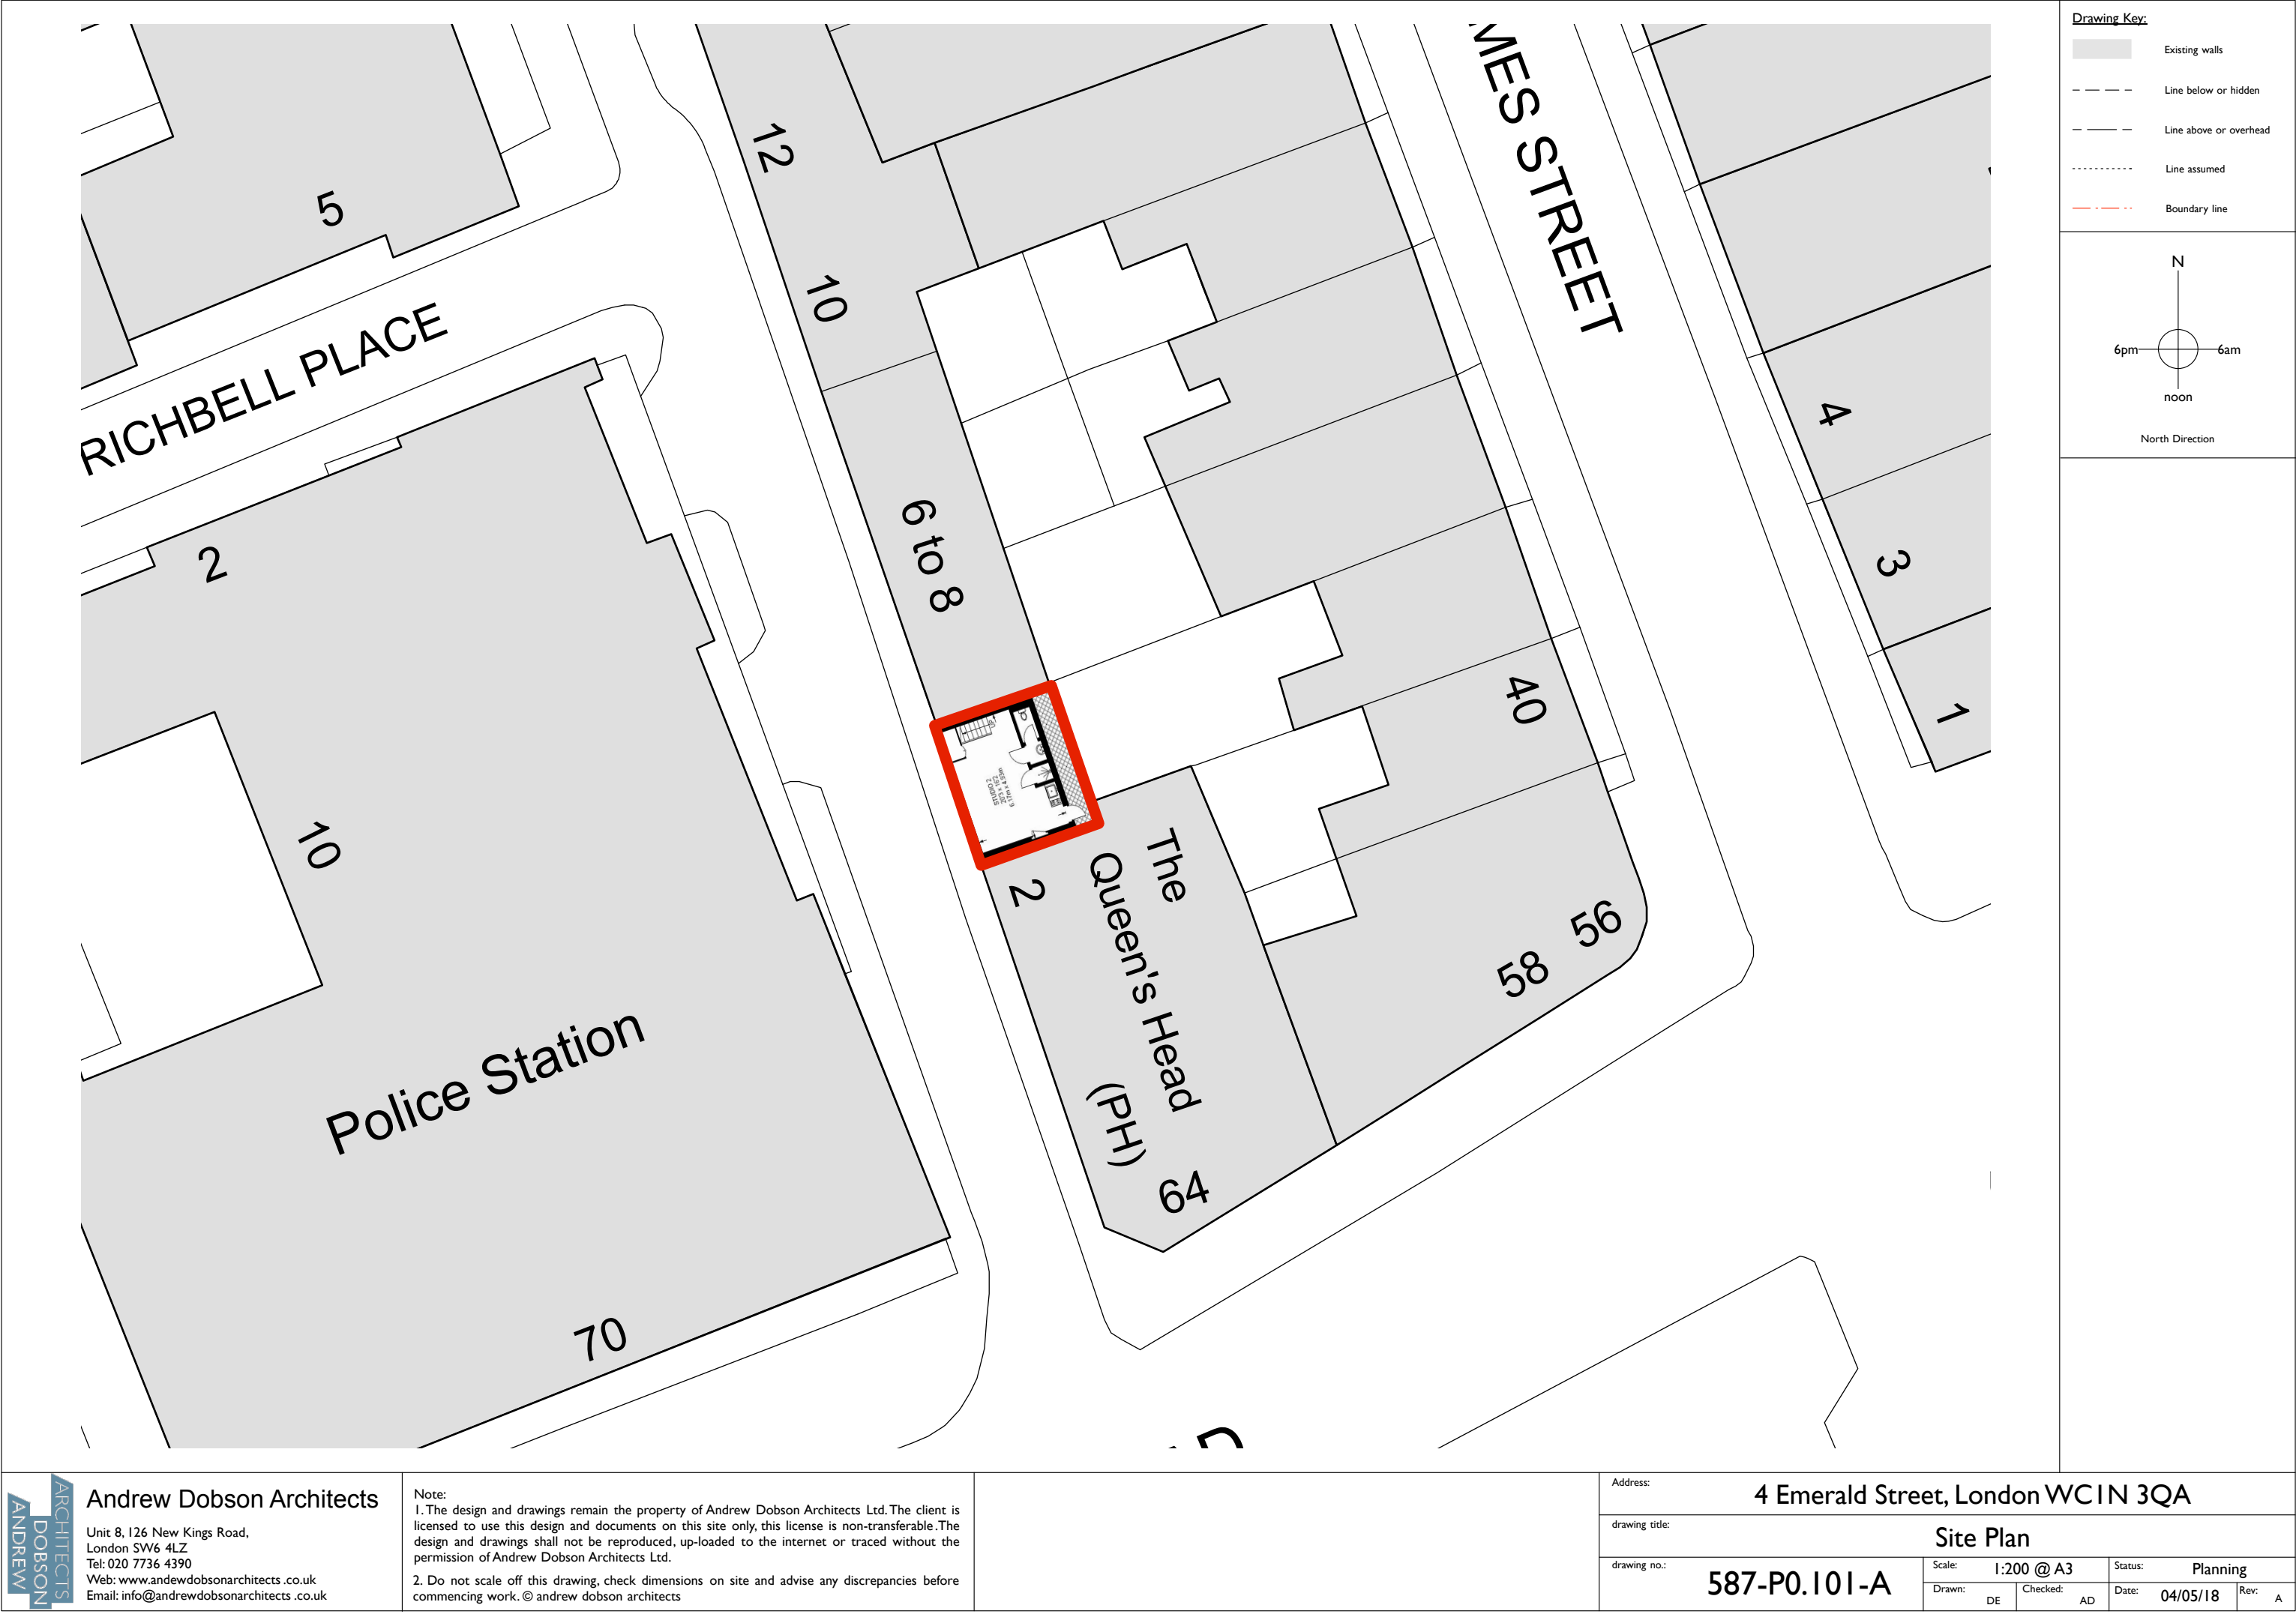 5
RICHBELL PLACE
2
10
Police Station
70
12
10
6 to 8
2
The
Queen's Head
(PH)
64
58
56
40
MES STREET
4
3
1
STUDIO 2
Drawing Key:
Existing walls
Line below or hidden
Line above or overhead
Line assumed
Boundary line
N
6pm
6am
noon
North Direction
ARCHITECTS
DOBSON
ANDREW
Andrew Dobson Architects
Unit 8, 126 New Kings Road,
London SW6 4LZ
Tel: 020 7736 4390
Web: www.andewdobsonarchitects .co.uk
Email: info@andrewdobsonarchitects .co.uk
Note:
1. The design and drawings remain the property of Andrew Dobson Architects Ltd. The client is
licensed to use this design and documents on this site only, this license is non-transferable .The
design and drawings shall not be reproduced, up-loaded to the internet or traced without the
permission of Andrew Dobson Architects Ltd.
2. Do not scale off this drawing, check dimensions on site and advise any discrepancies before
commencing work. © andrew dobson architects
Address:
4 Emerald Street, London WC1N 3QA
drawing title:
Site Plan
drawing no.:
587-P0.101-A
Scale:
1:200 @ A3
Status:
Planning
Drawn:
DE
Checked:
AD
Date:
04/05/18
Rev:
A